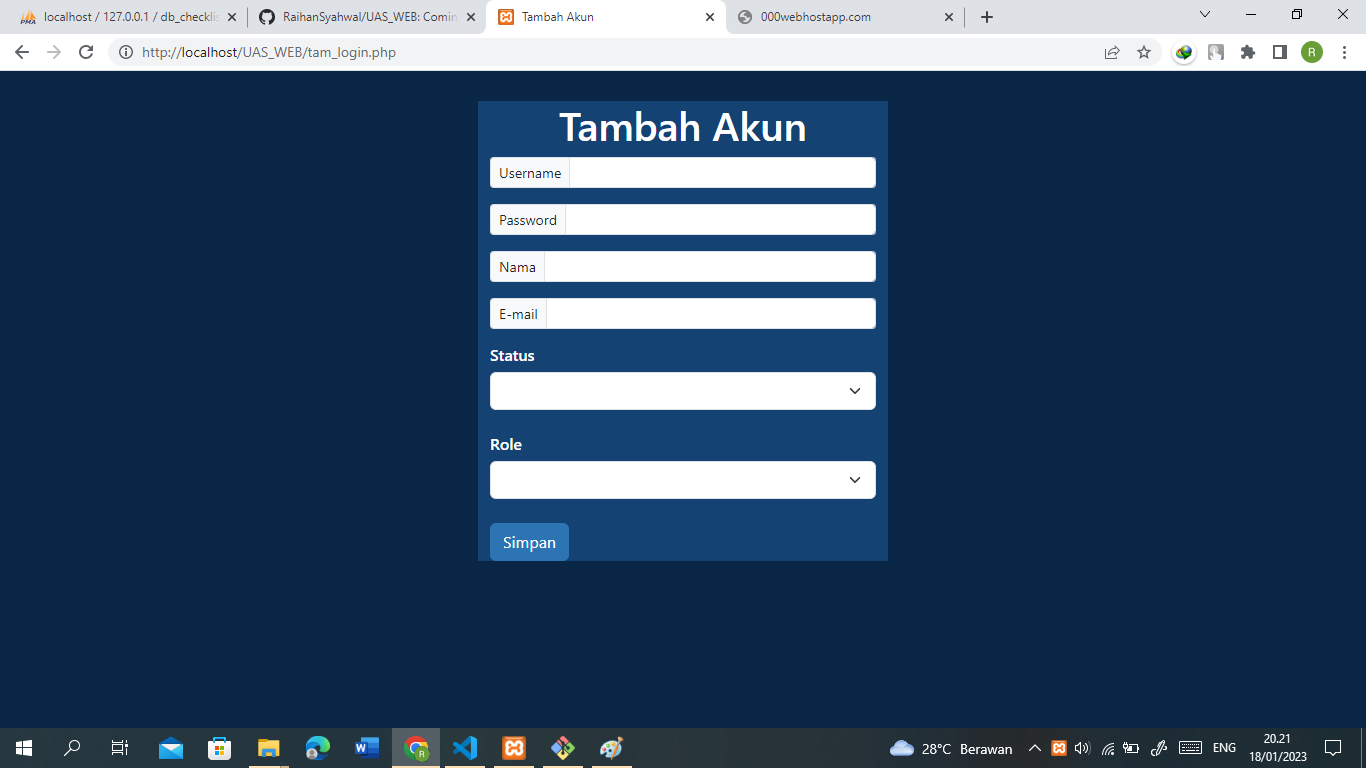 PMA
localhost / 127.0.0.1 / db_checklis
RaihanSyahwal/UAS_WEB: Comin
Tambah Akun
000webhostapp.com
http://localhost/UAS_WEB/tam_login.php
R
Tambah Akun
Username
Password
Nama
E-mail
Status
Role
Simpan
28°C Berawan
ENG
20.21
18/01/2023